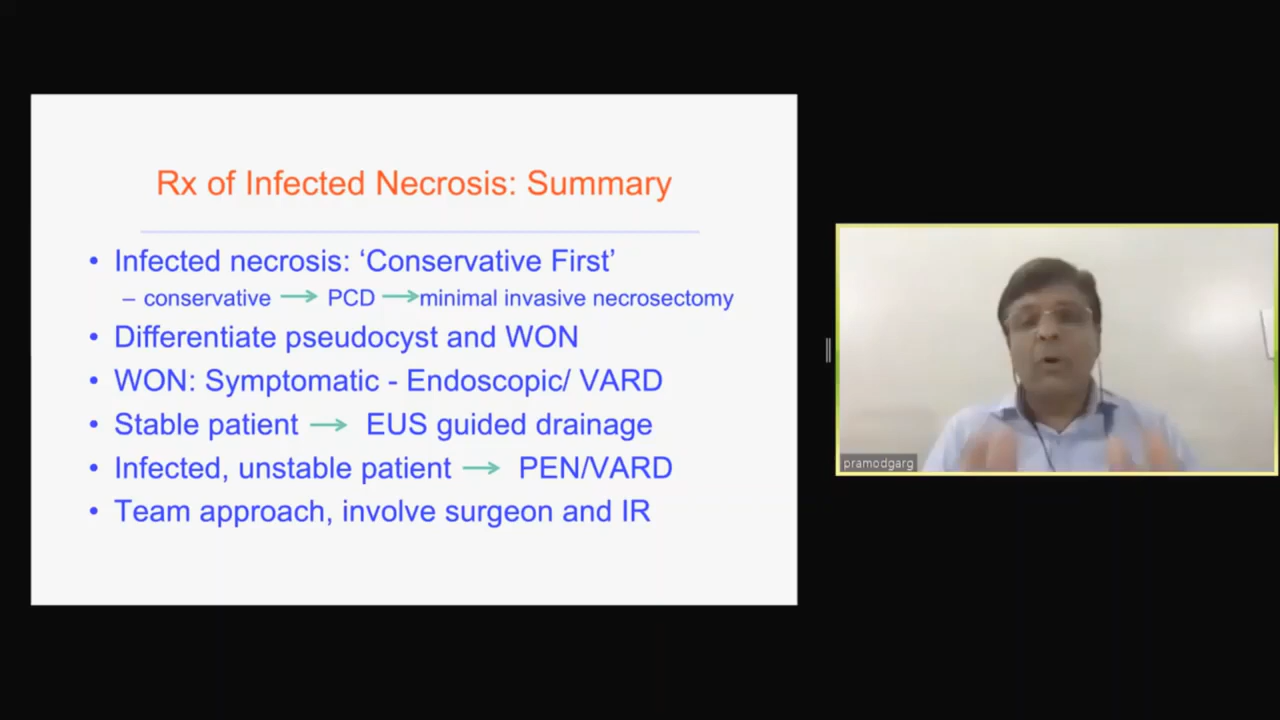 Rx of Infected Necrosis: Summary
• Infected necrosis: ‘Conservative First’
– conservative → PCD → minimal invasive necrosectomy
• Differentiate pseudocyst and WON
• WON: Symptomatic - Endoscopic/ VARD
• Stable patient → EUS guided drainage
• Infected, unstable patient → PEN/VARD
• Team approach, involve surgeon and IR
pramodgarg